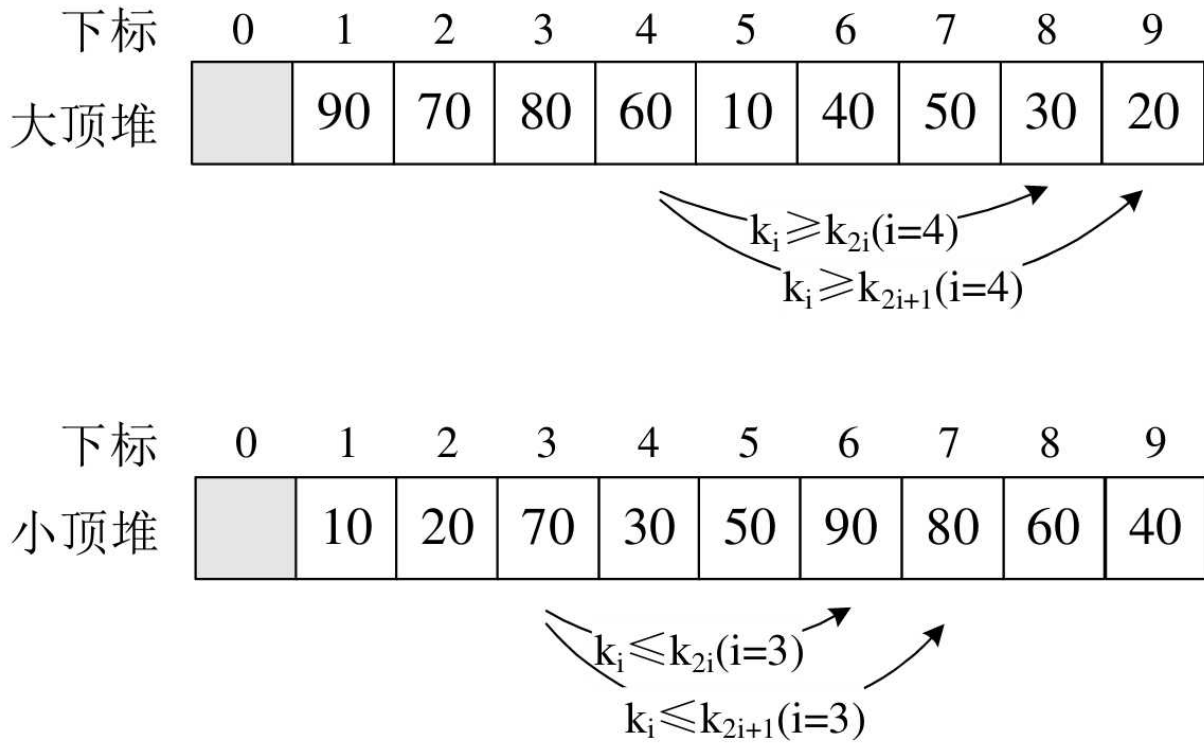 下标 0 1 2 3 4 5 6 7 8 9
大顶堆 90 70 80 60 10 40 50 30 20
kᵢ≥k₂ᵢ(i=4)
kᵢ≥k₂ᵢ₊₁(i=4)
下标 0 1 2 3 4 5 6 7 8 9
小顶堆 10 20 70 30 50 90 80 60 40
kᵢ≤k₂ᵢ(i=3)
kᵢ≤k₂ᵢ₊₁(i=3)